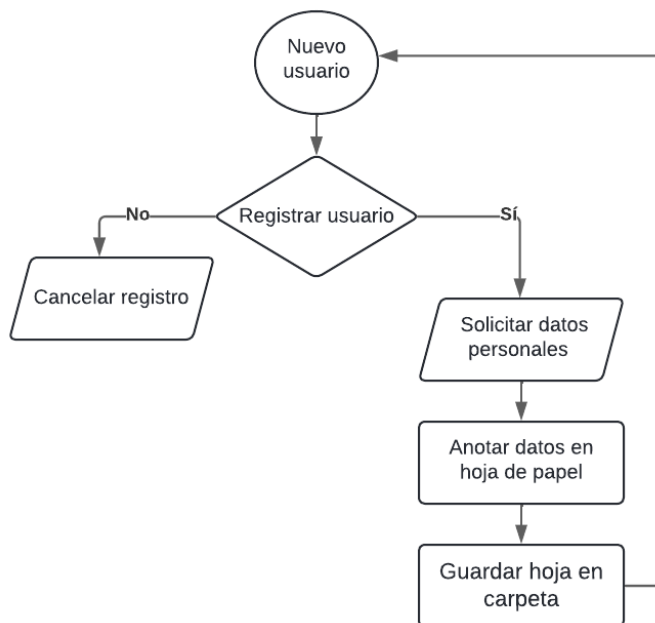 Nuevo
usuario
Registrar usuario
No
Sí
Cancelar registro
Solicitar datos
personales
Anotar datos en
hoja de papel
Guardar hoja en
carpeta